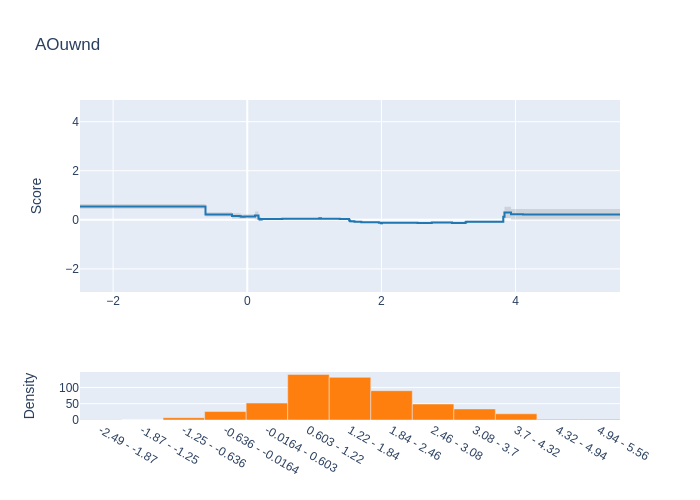 AOuwnd
Score
4
2
0
−2
−2
0
2
4
Density
100
50
0
-2.49 - -1.87
-1.87 - -1.25
-1.25 - -0.636
-0.636 - -0.0164
-0.0164 - 0.603
0.603 - 1.22
1.22 - 1.84
1.84 - 2.46
2.46 - 3.08
3.08 - 3.7
3.7 - 4.32
4.32 - 4.94
4.94 - 5.56